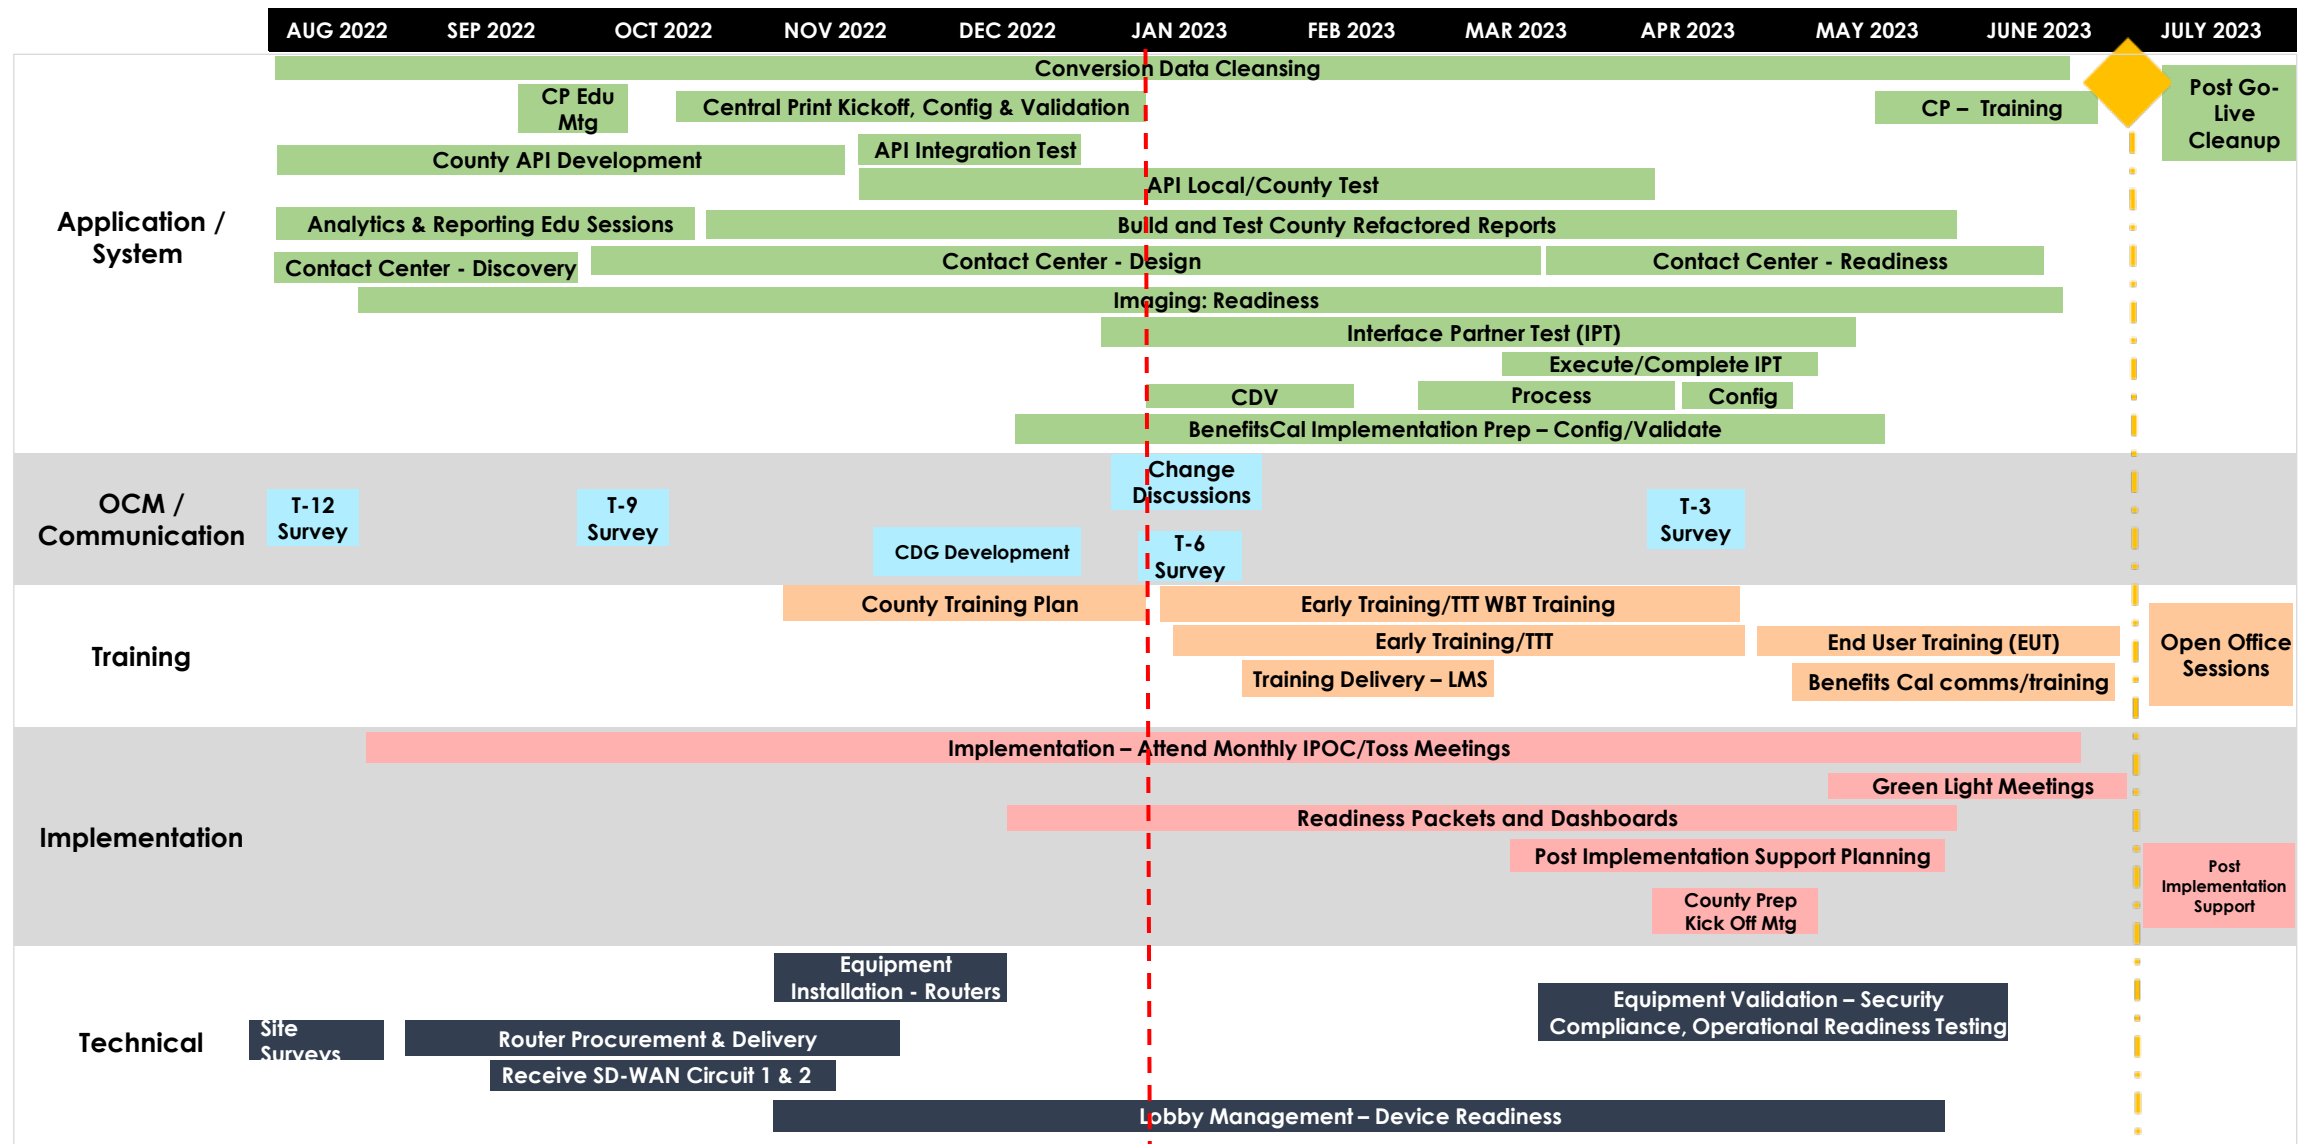 AUG 2022 SEP 2022 OCT 2022 NOV 2022 DEC 2022 JAN 2023 FEB 2023 MAR 2023 APR 2023 MAY 2023 JUNE 2023 JULY 2023
Application /
System
Conversion Data Cleansing
CP Edu
Mtg
Central Print Kickoff, Config & Validation
CP – Training
Post Go-
Live
Cleanup
County API Development
API Integration Test
API Local/County Test
Analytics & Reporting Edu Sessions
Build and Test County Refactored Reports
Contact Center - Discovery
Contact Center - Design
Contact Center - Readiness
Imaging: Readiness
Interface Partner Test (IPT)
Execute/Complete IPT
CDV
Process
Config
BenefitsCal Implementation Prep – Config/Validate
OCM /
Communication
T-12
Survey
T-9
Survey
CDG Development
Change
Discussions
T-6
Survey
T-3
Survey
Training
County Training Plan
Early Training/TTT WBT Training
Early Training/TTT
End User Training (EUT)
Training Delivery – LMS
Benefits Cal comms/training
Open Office
Sessions
Implementation
Implementation – Attend Monthly IPOC/Toss Meetings
Green Light Meetings
Readiness Packets and Dashboards
Post Implementation Support Planning
County Prep
Kick Off Mtg
Post
Implementation
Support
Technical
Equipment
Installation - Routers
Equipment Validation – Security
Compliance, Operational Readiness Testing
Site
Surveys
Router Procurement & Delivery
Receive SD-WAN Circuit 1 & 2
Lobby Management – Device Readiness